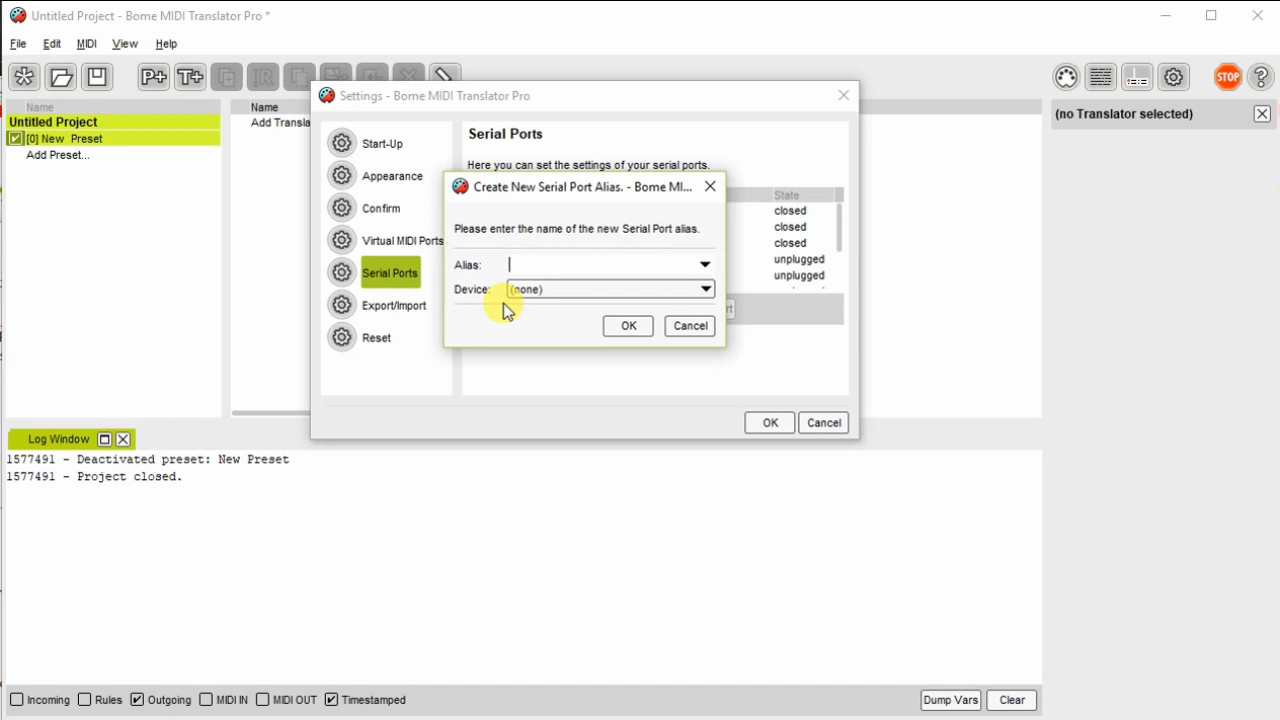 Untitled Project - Bome MIDI Translator Pro *
File Edit MIDI View Help
P+ T+
STOP ?
Name
Untitled Project
[0] New Preset
Add Preset...
Name
Add Transla
(no Translator selected)
Settings - Bome MIDI Translator Pro
Start-Up
Appearance
Confirm
Virtual MIDI Ports
Serial Ports
Export/Import
Reset
Serial Ports
Here you can set the settings of your serial ports.
State
closed
closed
closed
unplugged
unplugged
Create New Serial Port Alias. - Bome MI...
Please enter the name of the new Serial Port alias.
Alias:
Device: (none)
OK Cancel
OK Cancel
Log Window
1577491 - Deactivated preset: New Preset
1577491 - Project closed.
Incoming Rules Outgoing MIDI IN MIDI OUT Timestamped Dump Vars Clear